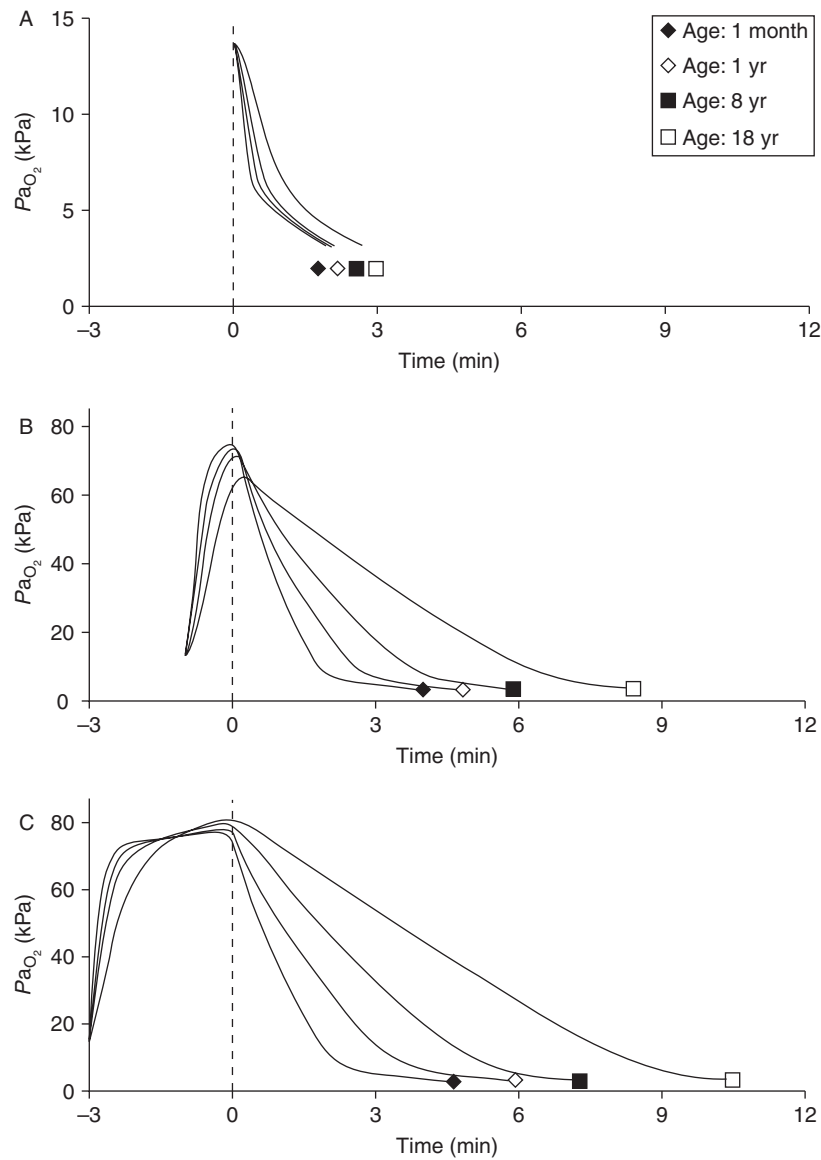 A
15
10
5
0
PaO2 (kPa)
–3 0 3 6 9 12
Time (min)
Age: 1 month
Age: 1 yr
Age: 8 yr
Age: 18 yr
B
80
60
40
20
0
PaO2 (kPa)
–3 0 3 6 9 12
Time (min)
C
80
60
40
20
0
PaO2 (kPa)
–3 0 3 6 9 12
Time (min)